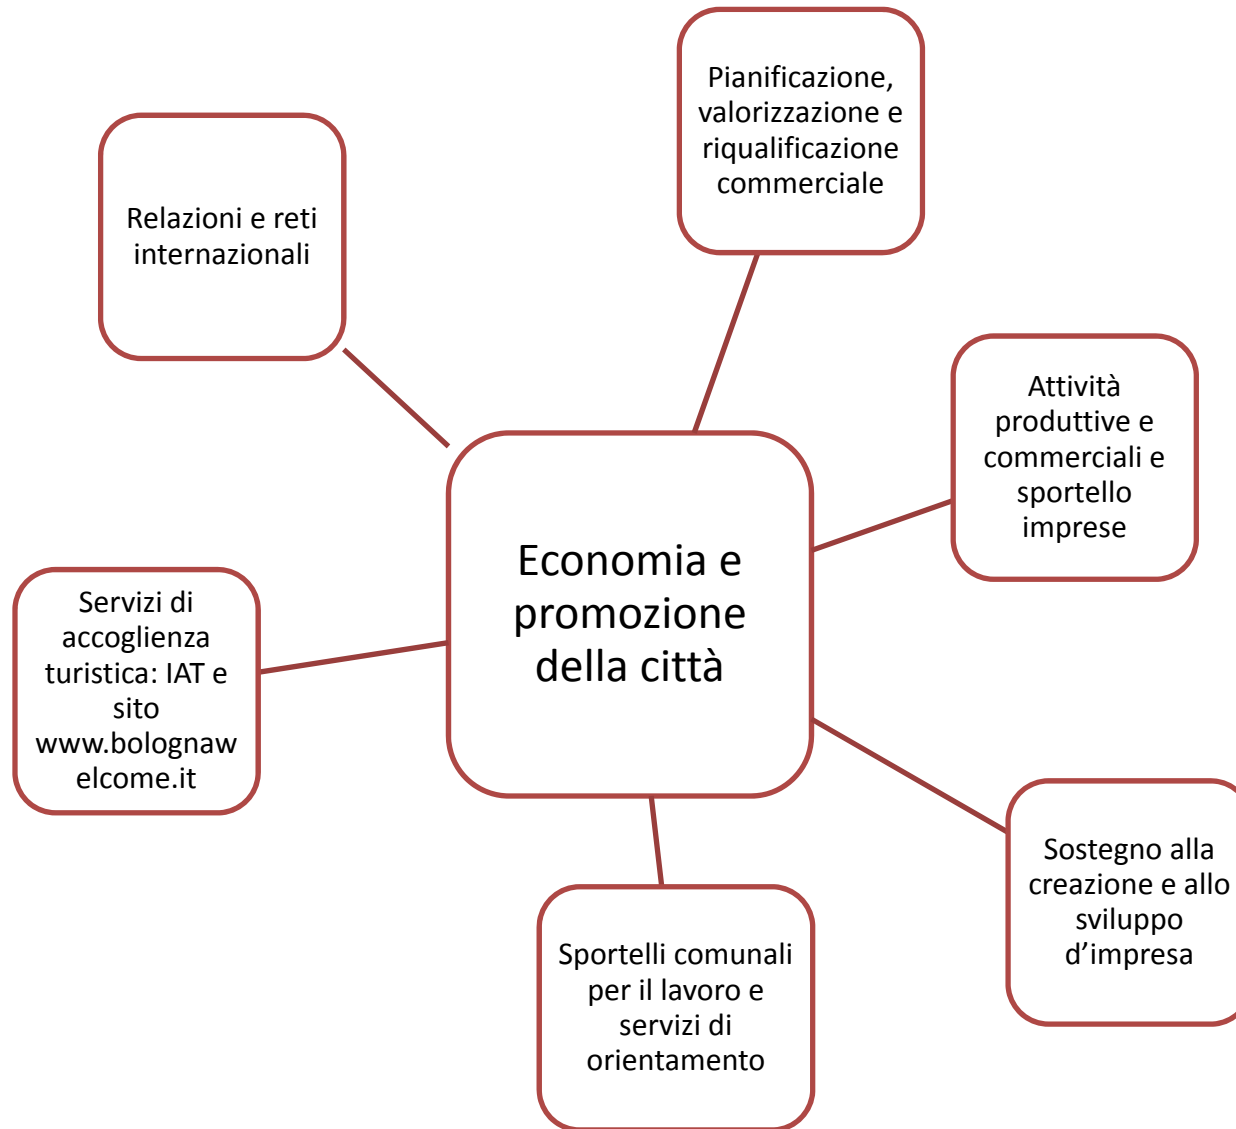 Pianificazione,
valorizzazione e
riqualificazione
commerciale
Relazioni e reti
internazionali
Attività
produttive e
commerciali e
sportello
imprese
Economia e
promozione
della città
Servizi di
accoglienza
turistica: IAT e
sito
www.bolognaw
elcome.it
Sostegno alla
creazione e allo
sviluppo
d’impresa
Sportelli comunali
per il lavoro e
servizi di
orientamento